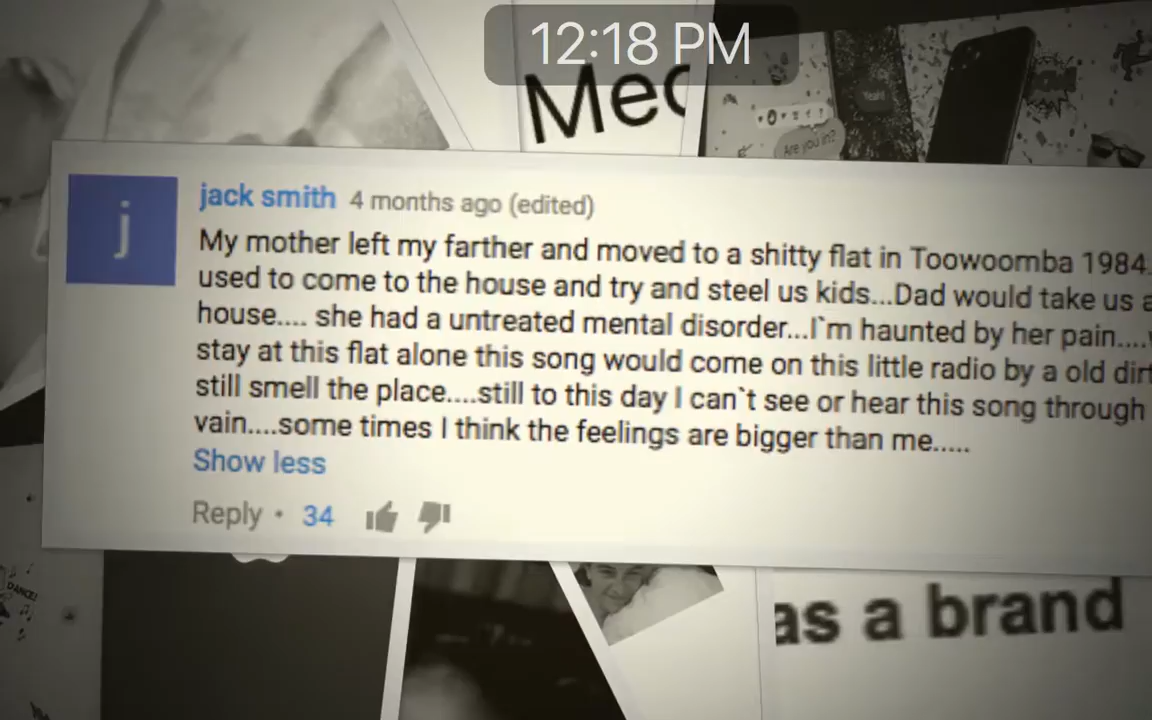 12:18 PM
Are you in?
j
jack smith 4 months ago (edited)
My mother left my farther and moved to a shitty flat in Toowoomba 1984.
used to come to the house and try and steel us kids...Dad would take us
house.... she had a untreated mental disorder...I`m haunted by her pain....
stay at this flat alone this song would come on this little radio by a old
still smell the place....still to this day I can`t see or hear this song through
vain....some times I think the feelings are bigger than me.....
Show less
Reply • 34
DANCE!
as a brand